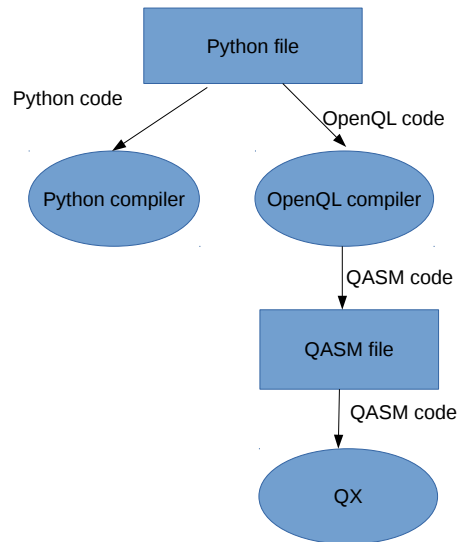 Python file
Python code
OpenQL code
Python compiler
OpenQL compiler
QASM code
QASM file
QASM code
QX